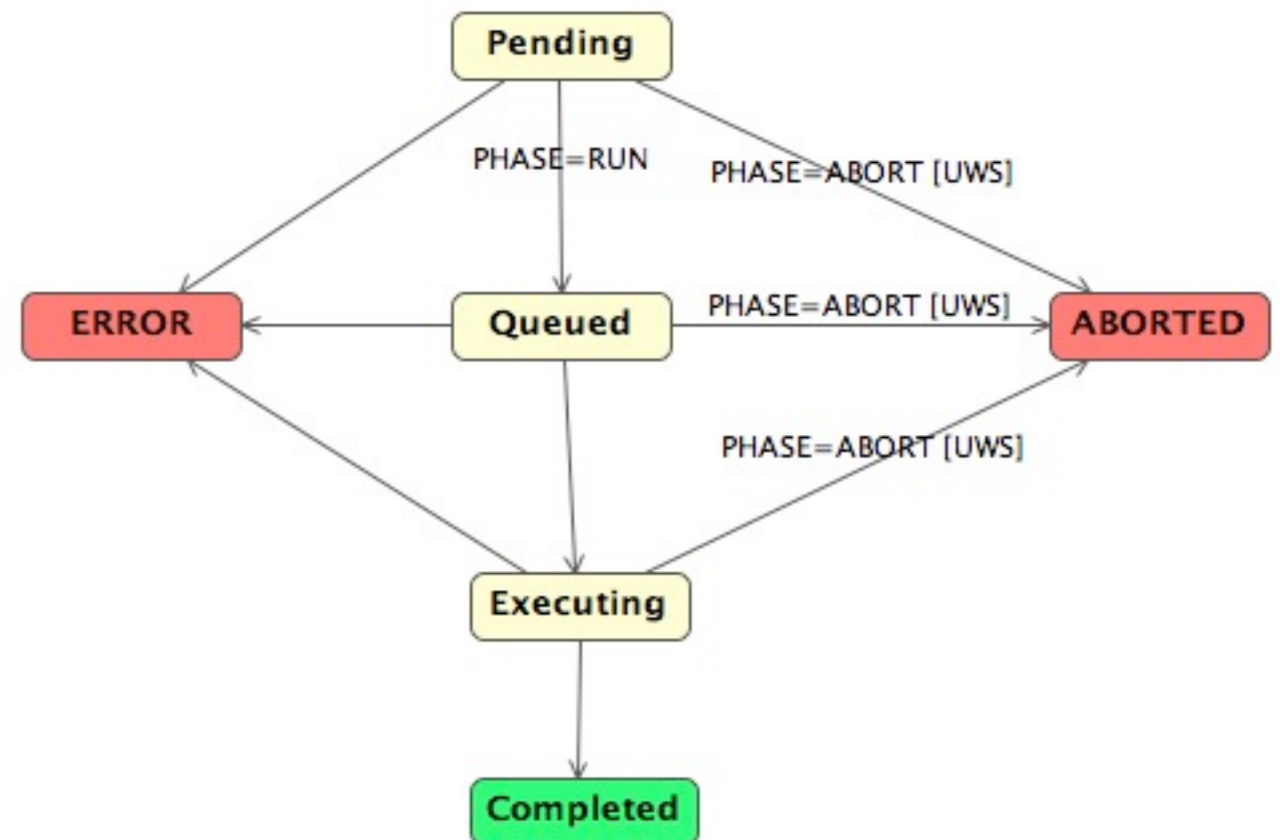 Pending
PHASE=RUN
PHASE=ABORT [UWS]
ERROR
Queued
PHASE=ABORT [UWS]
ABORTED
PHASE=ABORT [UWS]
Executing
Completed